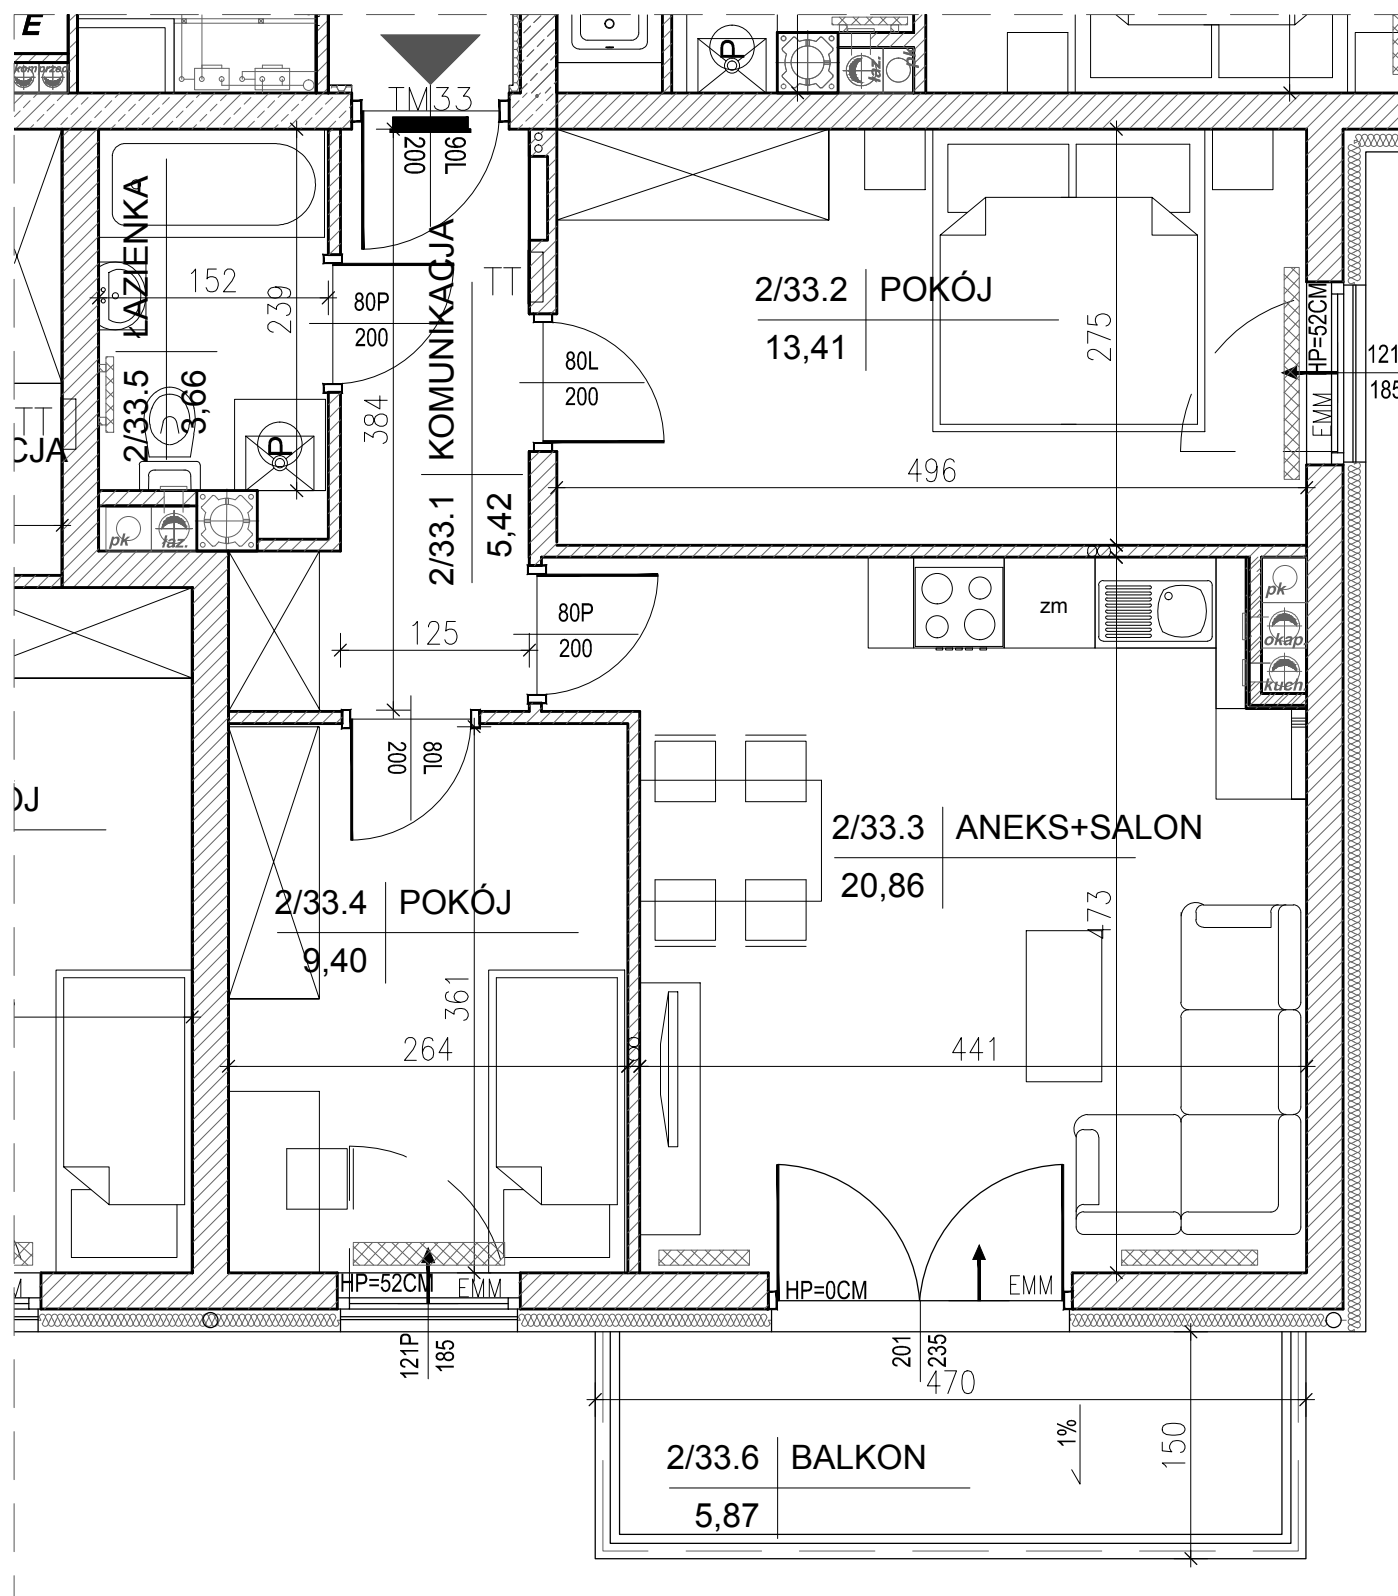 E
P
łaz.
pk
TM33
90L
200
ŁAZIENKA
2/33.5
3,66
152
239
80P
200
KOMUNIKACJA
2/33.1
5,42
384
TT
80L
200
2/33.2 POKÓJ
13,41
275
HP=52CM
EMM
121
185
496
TT
CJA
P
pk
łaz.
125
80P
200
zm
pk
okap.
kuch.
80L
200
ÓJ
2/33.3 ANEKS+SALON
20,86
473
2/33.4 POKÓJ
9,40
361
264
441
HP=52CM
EMM
HP=0CM
EMM
M
121P
185
201
235
470
1%
150
2/33.6 BALKON
5,87